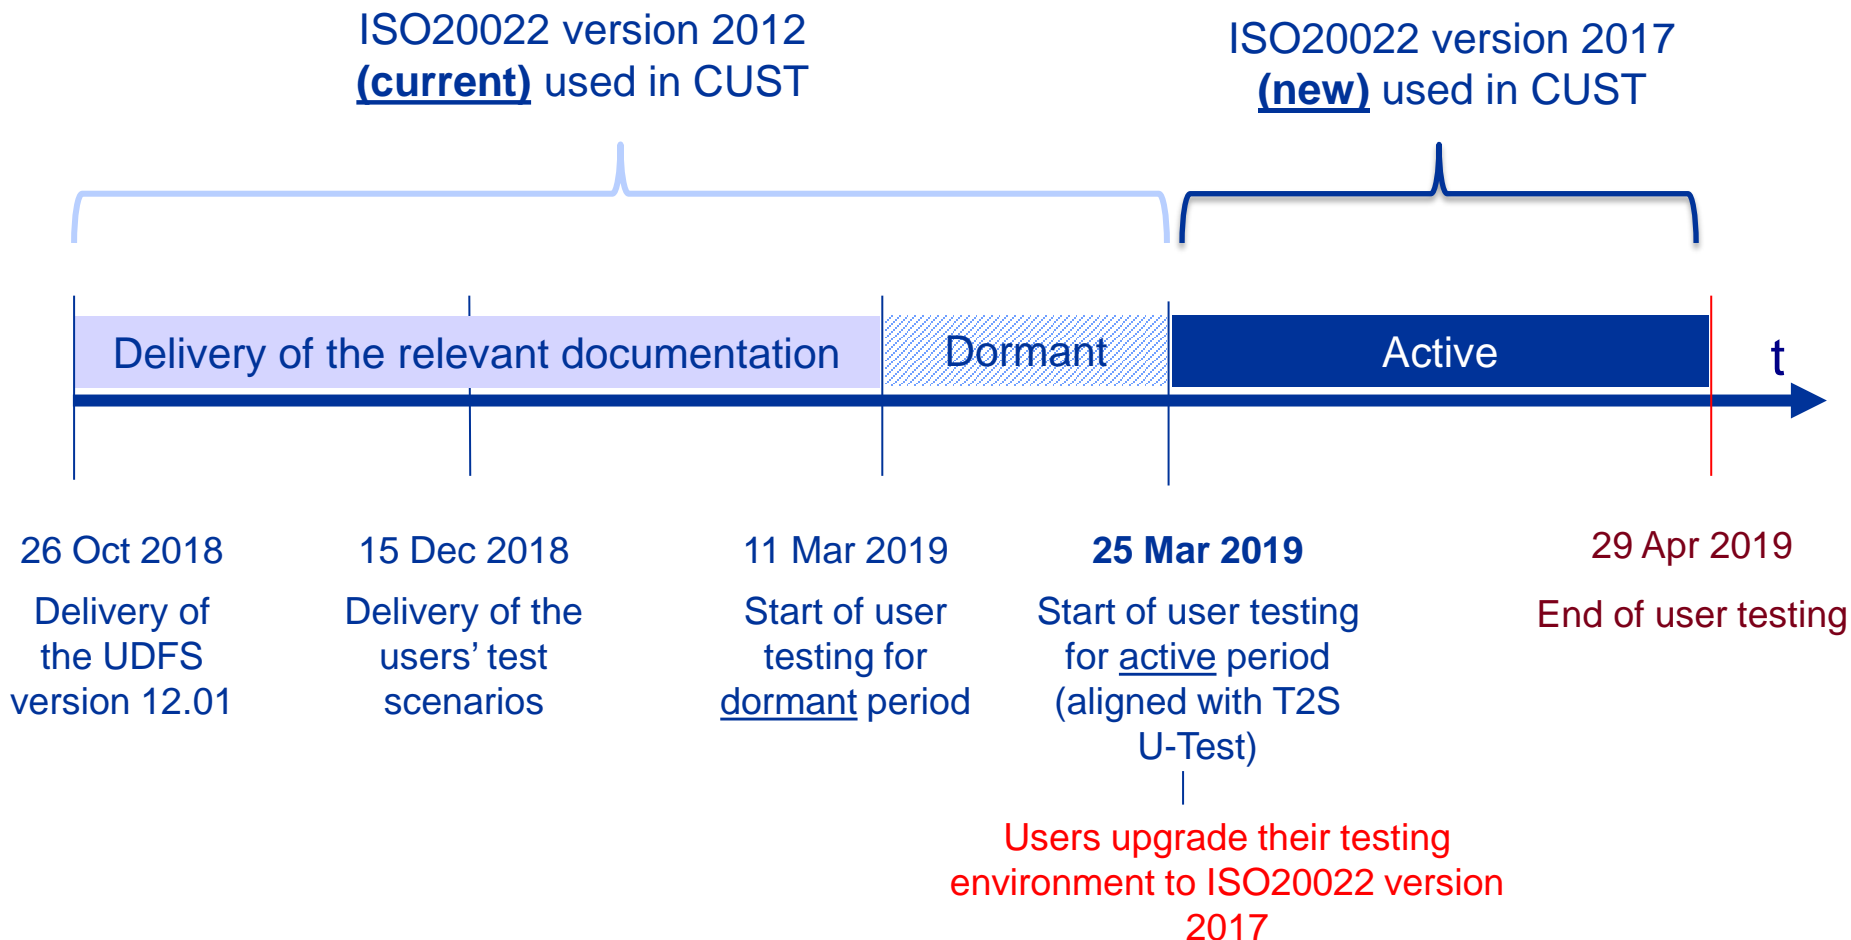 ISO20022 version 2012
(current) used in CUST
ISO20022 version 2017
(new) used in CUST
Delivery of the relevant documentation
Dormant
Active
t
26 Oct 2018
Delivery of
the UDFS
version 12.01
15 Dec 2018
Delivery of the
users’ test
scenarios
11 Mar 2019
Start of user
testing for
dormant period
25 Mar 2019
Start of user testing
for active period
(aligned with T2S
U-Test)
Users upgrade their testing
environment to ISO20022 version
2017
29 Apr 2019
End of user testing